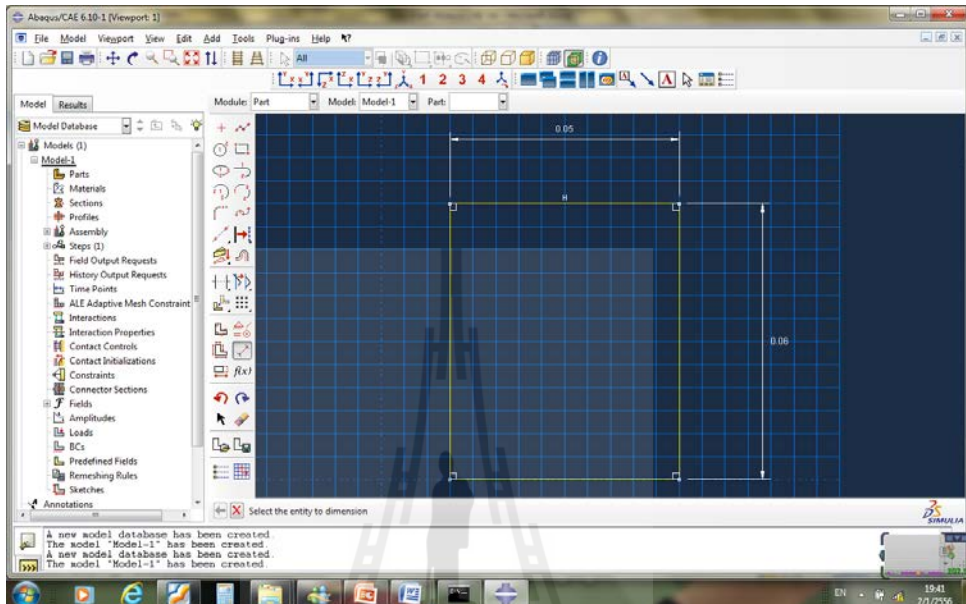 Abaqus/CAE 6.10-1 [Viewport: 1]
File Model Viewport View Edit Add Tools Plug-ins Help
All
1 2 3 4
Model Results
Module: Part Model: Model-1 Part:
Model Database
Models (1)
Model-1
Parts
Materials
Sections
Profiles
Assembly
Steps (1)
Field Output Requests
History Output Requests
Time Points
ALE Adaptive Mesh Constraint
Interactions
Interaction Properties
Contact Controls
Contact Initializations
Constraints
Connector Sections
Fields
Amplitudes
Loads
BCs
Predefined Fields
Remeshing Rules
Sketches
Annotations
f(x)
0.05
H
0.06
Select the entity to dimension
SIMULIA
A new model database has been created.
The model "Model-1" has been created.
A new model database has been created.
The model "Model-1" has been created.
EN
19:41
2/1/2556